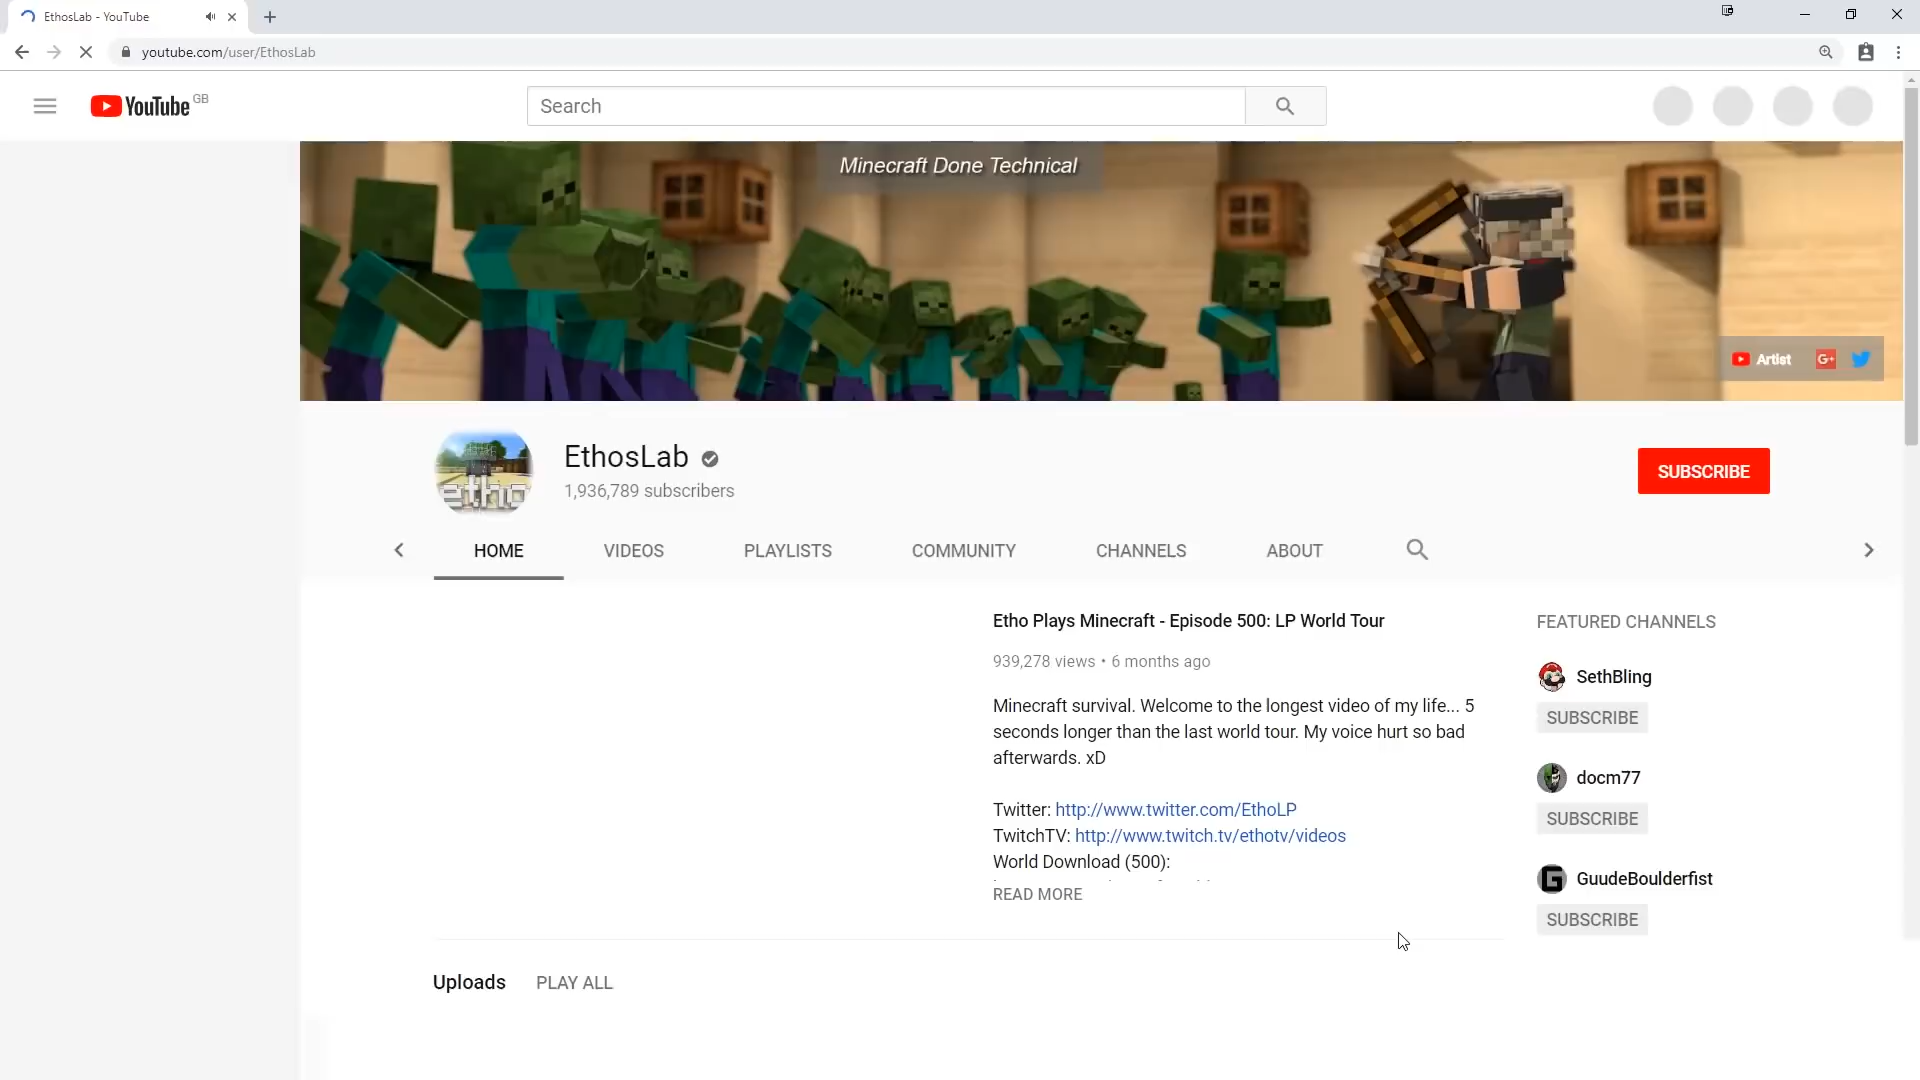 EthosLab - YouTube
youtube.com/user/EthosLab
YouTube GB
Search
Minecraft Done Technical
Artist
G+
etho
EthosLab
1,936,789 subscribers
SUBSCRIBE
HOME VIDEOS PLAYLISTS COMMUNITY CHANNELS ABOUT
Etho Plays Minecraft - Episode 500: LP World Tour
939,278 views • 6 months ago
Minecraft survival. Welcome to the longest video of my life... 5
seconds longer than the last world tour. My voice hurt so bad
afterwards. xD
Twitter: http://www.twitter.com/EthoLP
TwitchTV: http://www.twitch.tv/ethotv/videos
World Download (500):
READ MORE
FEATURED CHANNELS
SethBling
SUBSCRIBE
docm77
SUBSCRIBE
G GuudeBoulderfist
SUBSCRIBE
Uploads PLAY ALL